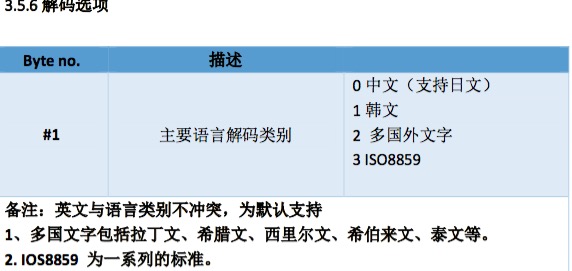 3.5.6 解码选项
Byte no. 描述
#1 主要语言解码类别
0 中文（支持日文）
1 韩文
2 多国外文字
3 ISO8859
备注：英文与语言类别不冲突，为默认支持
1、多国文字包括拉丁文、希腊文、西里尔文、希伯来文、泰文等。
2. IOS8859 为一系列的标准。